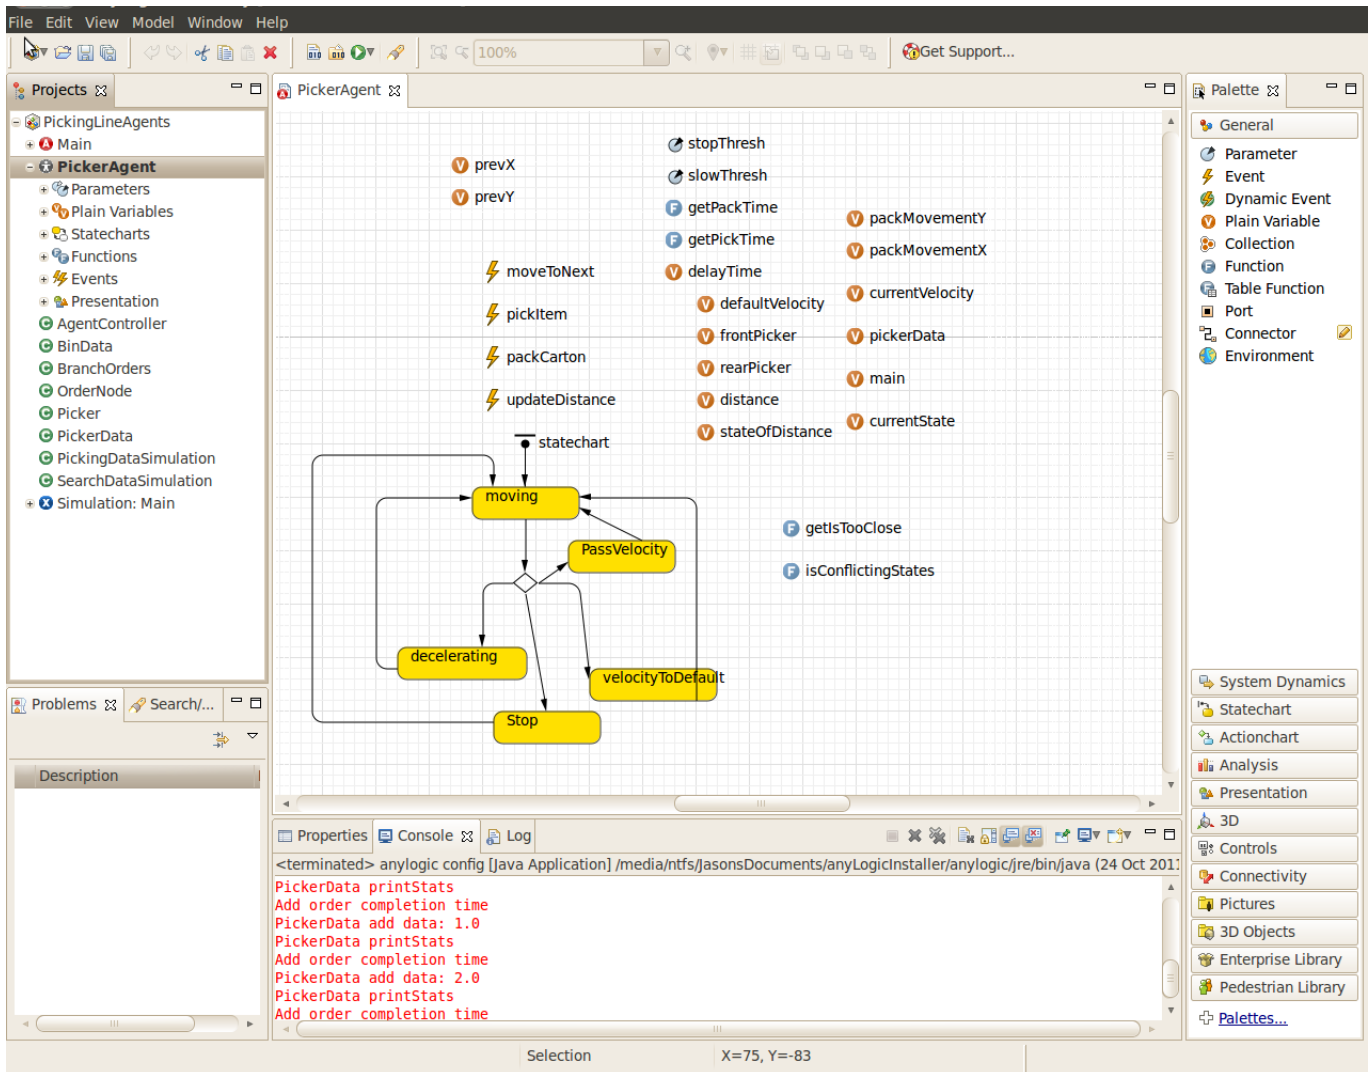 File Edit View Model Window Help
100%
Get Support...
Projects
PickingLineAgents
Main
PickerAgent
Parameters
Plain Variables
Statecharts
Functions
Events
Presentation
AgentController
BinData
BranchOrders
OrderNode
Picker
PickerData
PickingDataSimulation
SearchDataSimulation
Simulation: Main
Problems
Search/...
Description
PickerAgent
prevX
prevY
moveToNext
pickItem
packCarton
updateDistance
stopThresh
slowThresh
getPackTime
getPickTime
delayTime
defaultVelocity
frontPicker
rearPicker
distance
stateOfDistance
packMovementY
packMovementX
currentVelocity
pickerData
main
currentState
statechart
moving
PassVelocity
decelerating
velocityToDefault
Stop
getIsTooClose
isConflictingStates
Properties Console Log
<terminated> anylogic config [Java Application] /media/ntfs/JasonsDocuments/anyLogicInstaller/anylogic/jre/bin/java (24 Oct 2011
PickerData printStats
Add order completion time
PickerData add data: 1.0
PickerData printStats
Add order completion time
PickerData add data: 2.0
PickerData printStats
Add order completion time
Palette
General
Parameter
Event
Dynamic Event
Plain Variable
Collection
Function
Table Function
Port
Connector
Environment
System Dynamics
Statechart
Actionchart
Analysis
Presentation
3D
Controls
Connectivity
Pictures
3D Objects
Enterprise Library
Pedestrian Library
Palettes...
Selection
X=75, Y=-83